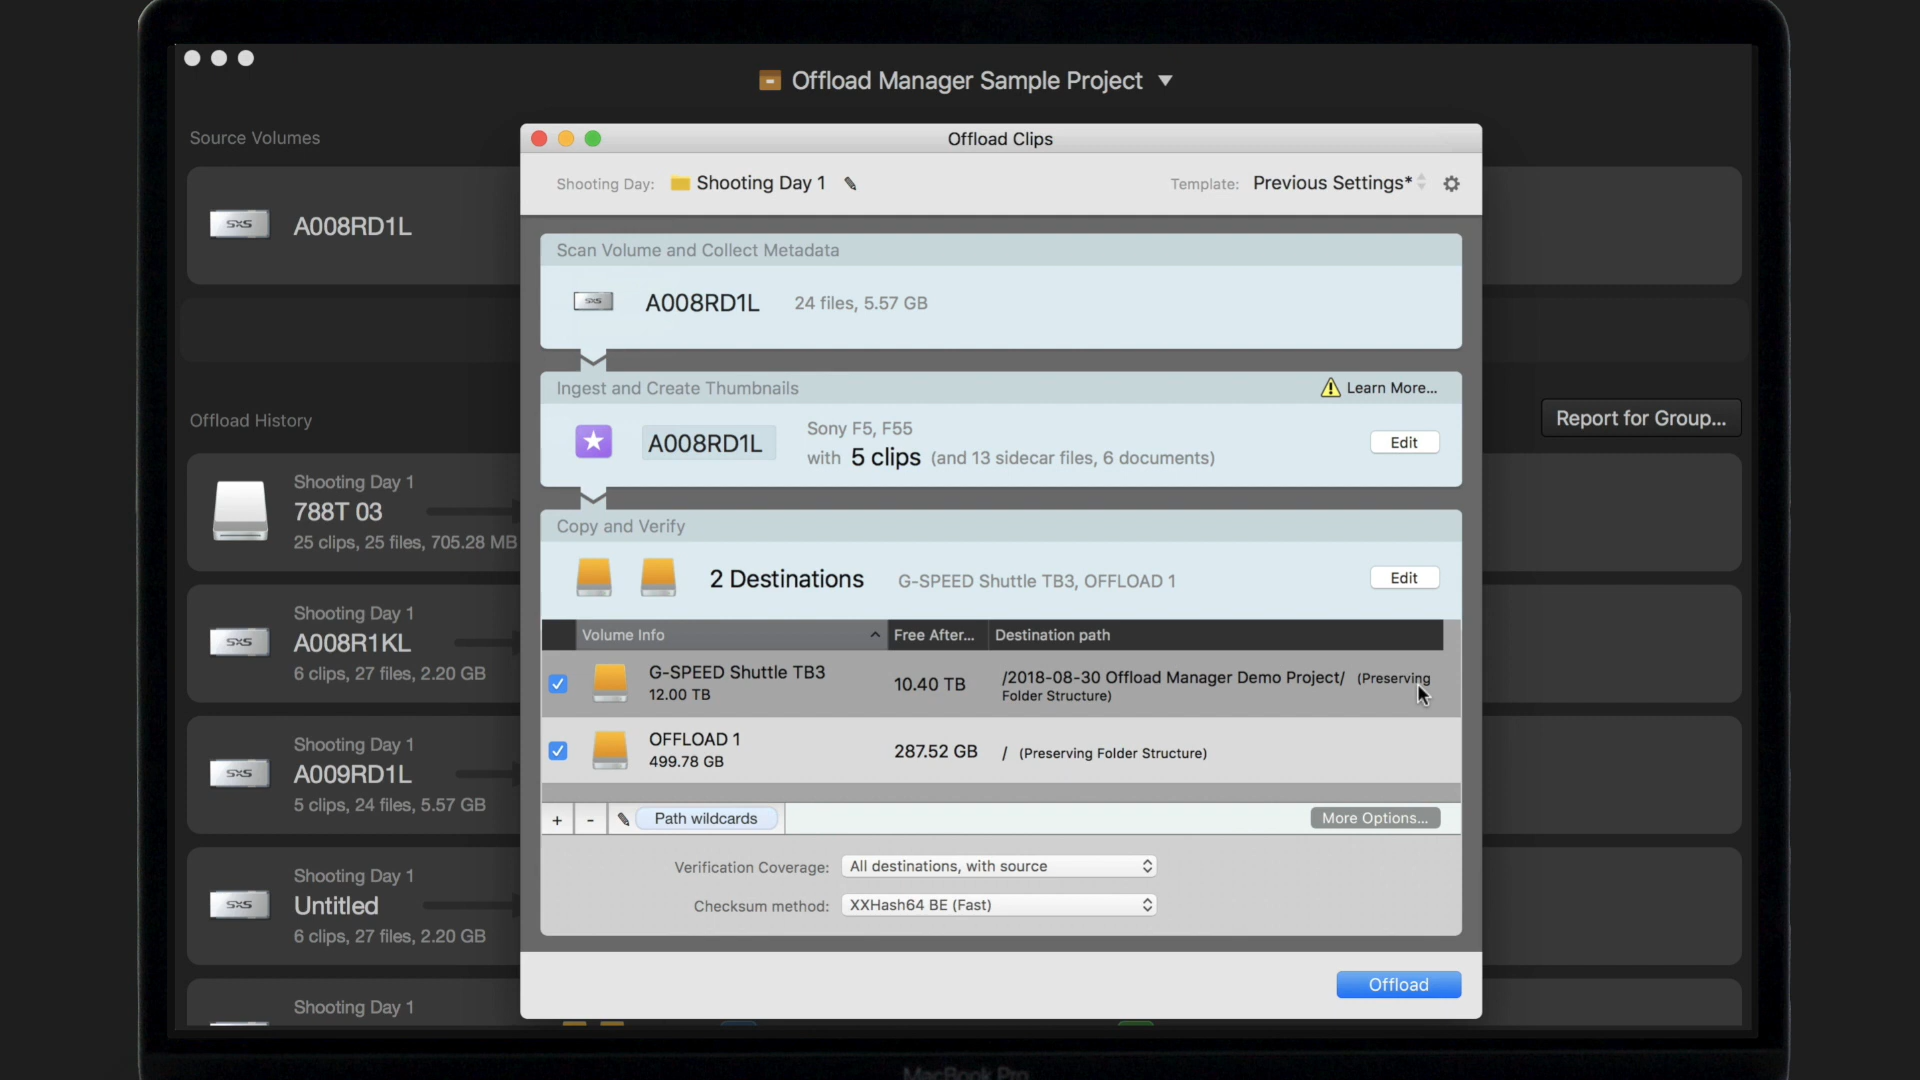 Offload Manager Sample Project
Source Volumes
SXS
A008RD1L
Offload History
Report for Group...
Shooting Day 1
788T 03
25 clips, 25 files, 705.28 MB
Shooting Day 1
SXS
A008R1KL
6 clips, 27 files, 2.20 GB
Shooting Day 1
SXS
A009RD1L
5 clips, 24 files, 5.57 GB
Shooting Day 1
SXS
Untitled
6 clips, 27 files, 2.20 GB
Shooting Day 1
Offload Clips
Shooting Day: Shooting Day 1
Template: Previous Settings*
Scan Volume and Collect Metadata
SXS
A008RD1L 24 files, 5.57 GB
Ingest and Create Thumbnails
Learn More...
A008RD1L
Sony F5, F55
with 5 clips (and 13 sidecar files, 6 documents)
Edit
Copy and Verify
2 Destinations G-SPEED Shuttle TB3, OFFLOAD 1
Edit
Volume Info Free After... Destination path
G-SPEED Shuttle TB3
12.00 TB
10.40 TB
/2018-08-30 Offload Manager Demo Project/ (Preserving
Folder Structure)
OFFLOAD 1
499.78 GB
287.52 GB
/ (Preserving Folder Structure)
+ - Path wildcards
More Options...
Verification Coverage: All destinations, with source
Checksum method: XXHash64 BE (Fast)
Offload
MacBook Pro